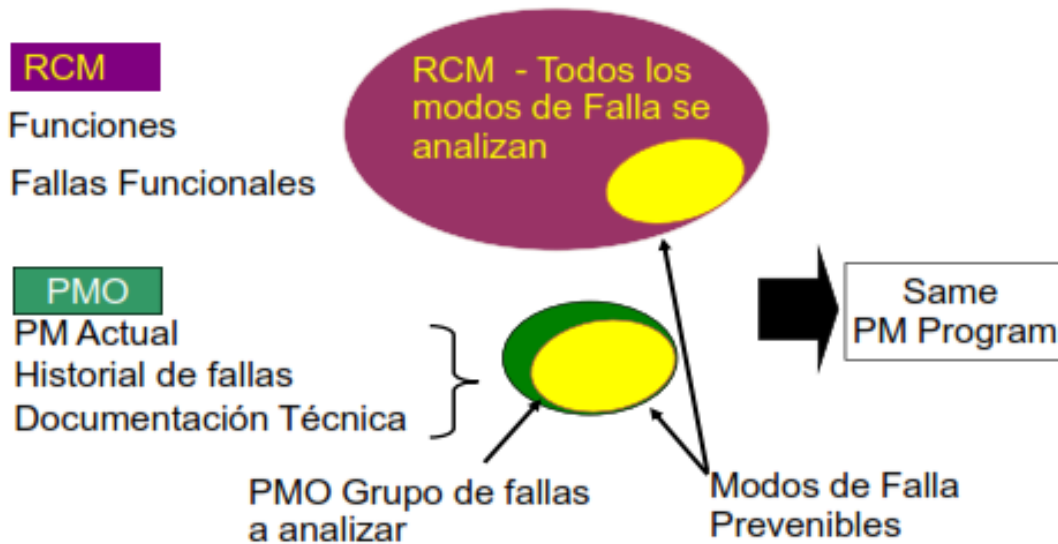 RCM
Funciones
Fallas Funcionales
RCM - Todos los
modos de Falla se
analizan
PMO
PM Actual
Historial de fallas
Documentación Técnica
Same
PM Program
PMO Grupo de fallas
a analizar
Modos de Falla
Prevenibles